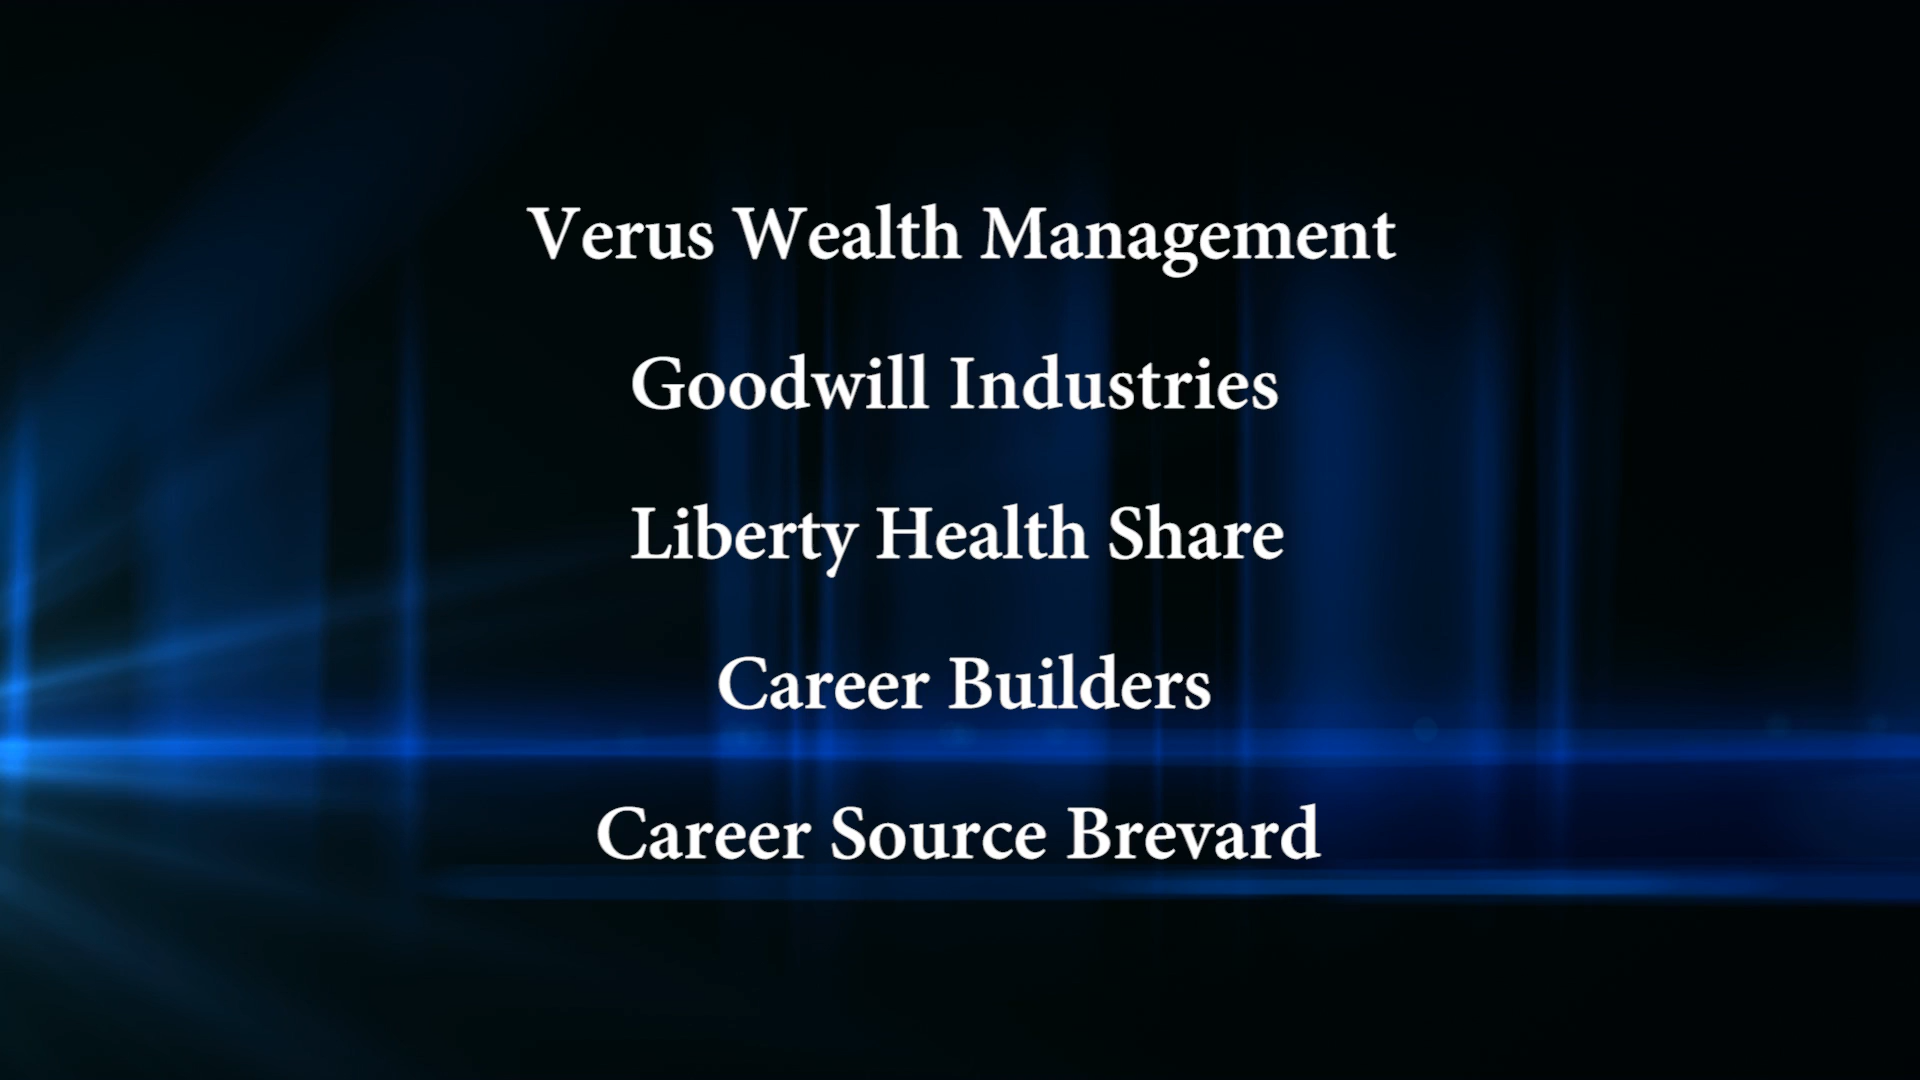 Verus Wealth Management
Goodwill Industries
Liberty Health Share
Career Builders
Career Source Brevard